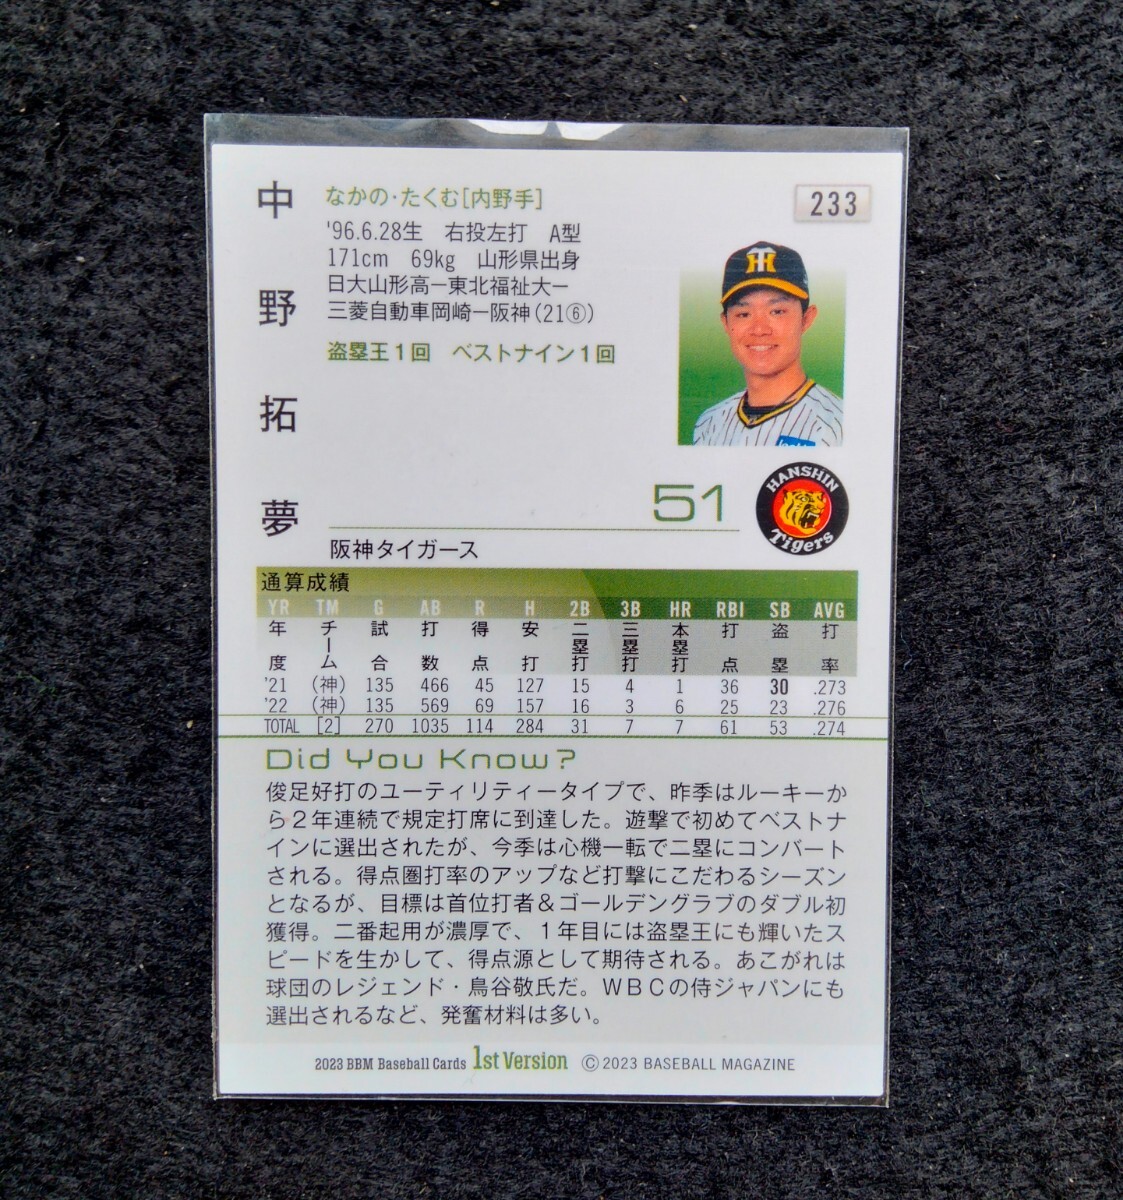 中野拓夢
なかの・たくむ[内野手]
233
'96.6.28生 右投左打 A型
171cm 69kg 山形県出身
日大山形高ー東北福祉大ー
三菱自動車岡崎ー阪神(21⑥)
盗塁王1回 ベストナイン1回
TH
51
HANSHIN
Tigers
阪神タイガース
通算成績
YR TM G AB R H 2B 3B HR RBI SB AVG
年度 チーム 試合 打数 得点 安打 二塁打 三塁打 本塁打 打点 盗塁 打率
'21 (神) 135 466 45 127 15 4 1 36 30 .273
'22 (神) 135 569 69 157 16 3 6 25 23 .276
TOTAL [2] 270 1035 114 284 31 7 7 61 53 .274
Did You Know?
俊足好打のユーティリティータイプで、昨季はルーキーか
ら2年連続で規定打席に到達した。遊撃で初めてベストナ
インに選出されたが、今季は心機一転で二塁にコンバート
される。得点圏打率のアップなど打撃にこだわるシーズン
となるが、目標は首位打者&ゴールデングラブのダブル初
獲得。二番起用が濃厚で、1年目には盗塁王にも輝いたス
ピードを生かして、得点源として期待される。あこがれは
球団のレジェンド・鳥谷敬氏だ。WBCの侍ジャパンにも
選出されるなど、発奮材料は多い。
2023 BBM Baseball Cards 1st Version © 2023 BASEBALL MAGAZINE